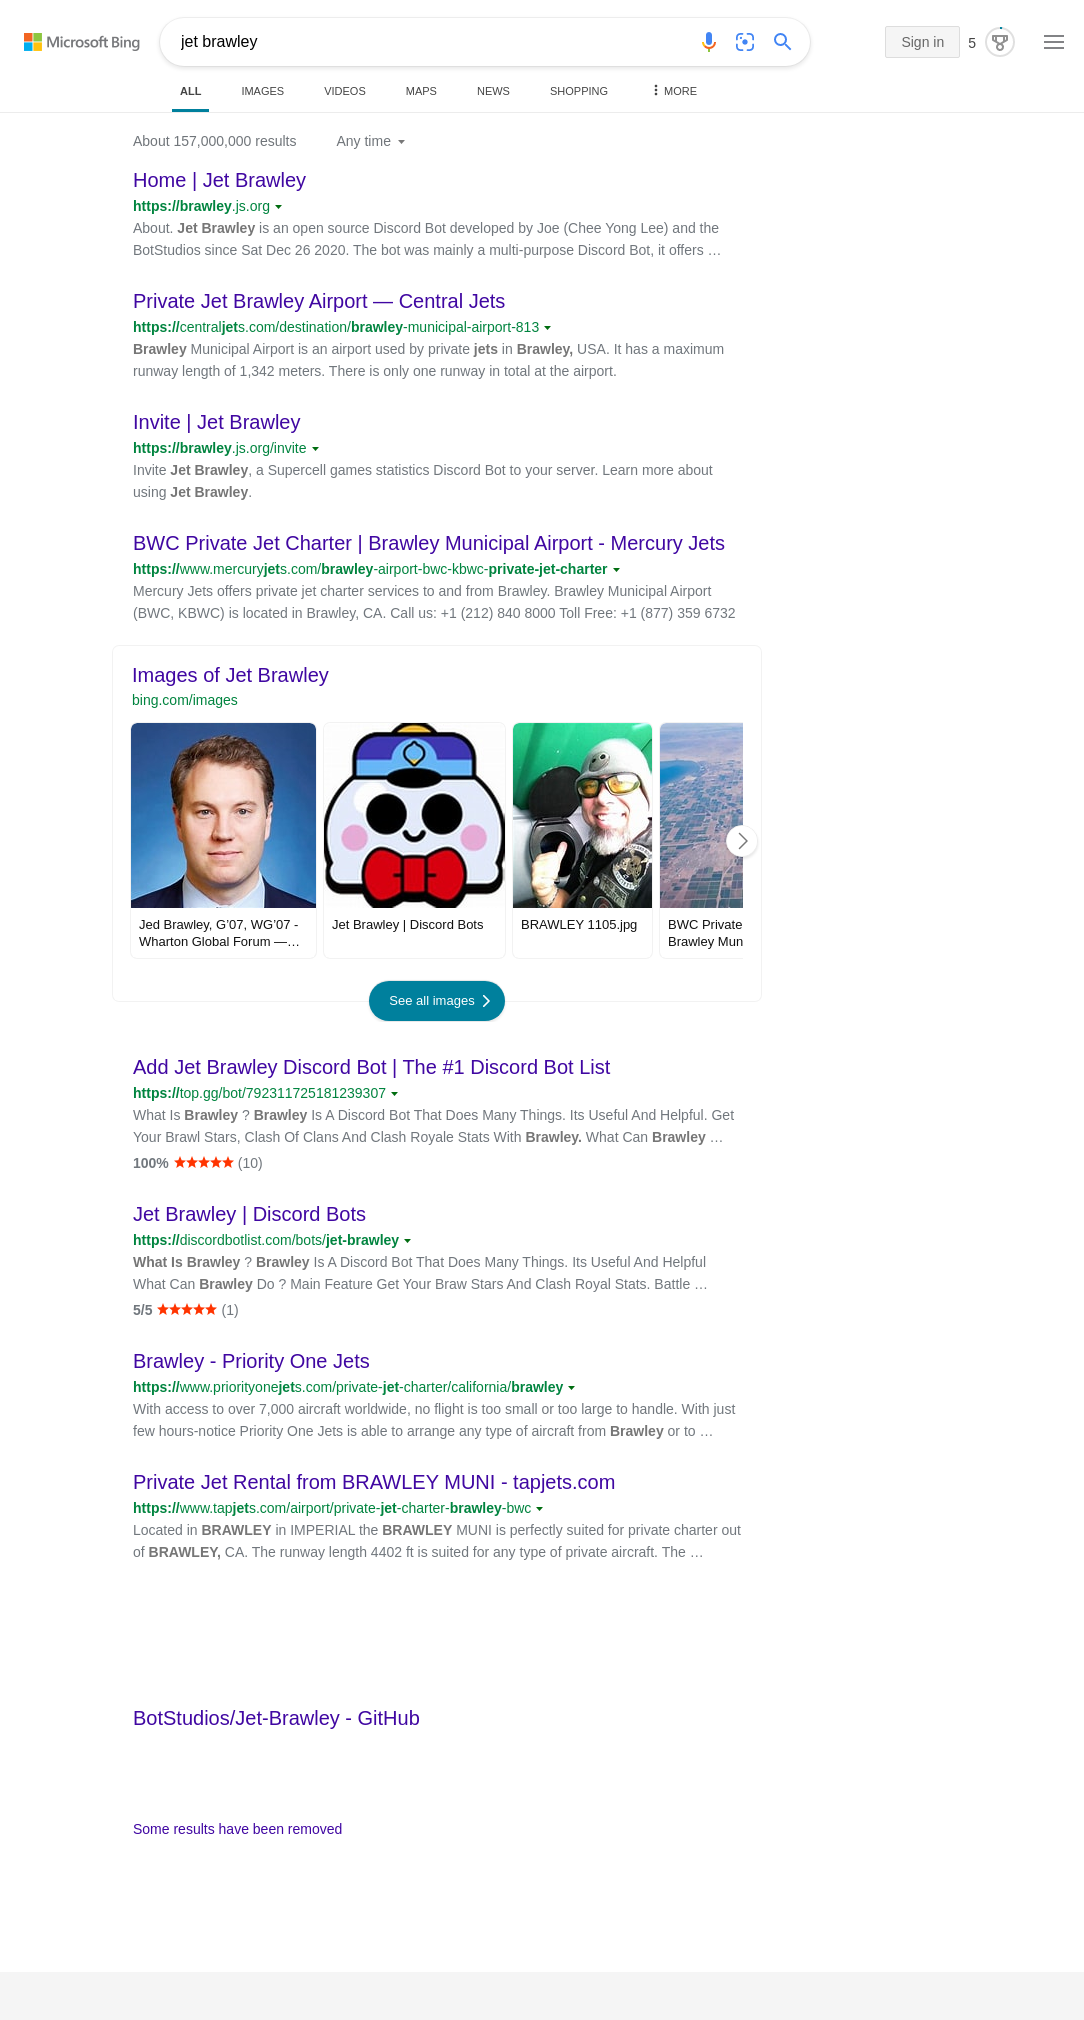 Microsoft Bing
jet brawley
Sign in
5
ALL
IMAGES
VIDEOS
MAPS
NEWS
SHOPPING
MORE
About 157,000,000 results
Any time
Home | Jet Brawley
https://brawley.js.org
About. Jet Brawley is an open source Discord Bot developed by Joe (Chee Yong Lee) and the
BotStudios since Sat Dec 26 2020. The bot was mainly a multi-purpose Discord Bot, it offers …
Private Jet Brawley Airport — Central Jets
https://centraljets.com/destination/brawley-municipal-airport-813
Brawley Municipal Airport is an airport used by private jets in Brawley, USA. It has a maximum
runway length of 1,342 meters. There is only one runway in total at the airport.
Invite | Jet Brawley
https://brawley.js.org/invite
Invite Jet Brawley, a Supercell games statistics Discord Bot to your server. Learn more about
using Jet Brawley.
BWC Private Jet Charter | Brawley Municipal Airport - Mercury Jets
https://www.mercuryjets.com/brawley-airport-bwc-kbwc-private-jet-charter
Mercury Jets offers private jet charter services to and from Brawley. Brawley Municipal Airport
(BWC, KBWC) is located in Brawley, CA. Call us: +1 (212) 840 8000 Toll Free: +1 (877) 359 6732
Images of Jet Brawley
bing.com/images
Jed Brawley, G’07, WG’07 -
Wharton Global Forum —…
Jet Brawley | Discord Bots
BRAWLEY 1105.jpg
BWC Private
Brawley Mun
See all images
Add Jet Brawley Discord Bot | The #1 Discord Bot List
https://top.gg/bot/792311725181239307
What Is Brawley ? Brawley Is A Discord Bot That Does Many Things. Its Useful And Helpful. Get
Your Brawl Stars, Clash Of Clans And Clash Royale Stats With Brawley. What Can Brawley …
100% ★★★★★ (10)
Jet Brawley | Discord Bots
https://discordbotlist.com/bots/jet-brawley
What Is Brawley ? Brawley Is A Discord Bot That Does Many Things. Its Useful And Helpful
What Can Brawley Do ? Main Feature Get Your Braw Stars And Clash Royal Stats. Battle …
5/5 ★★★★★ (1)
Brawley - Priority One Jets
https://www.priorityonejets.com/private-jet-charter/california/brawley
With access to over 7,000 aircraft worldwide, no flight is too small or too large to handle. With just
few hours-notice Priority One Jets is able to arrange any type of aircraft from Brawley or to …
Private Jet Rental from BRAWLEY MUNI - tapjets.com
https://www.tapjets.com/airport/private-jet-charter-brawley-bwc
Located in BRAWLEY in IMPERIAL the BRAWLEY MUNI is perfectly suited for private charter out
of BRAWLEY, CA. The runway length 4402 ft is suited for any type of private aircraft. The …
BotStudios/Jet-Brawley - GitHub
Some results have been removed